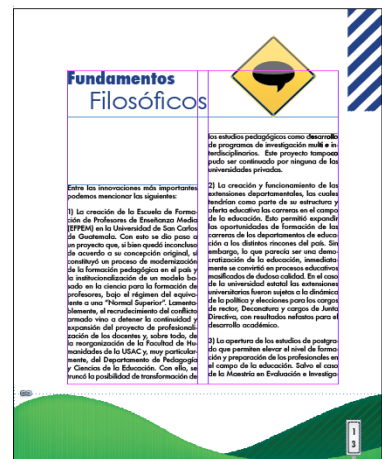 Fundamentos
Filosóficos
Entre las innovaciones más importantes
podemos mencionar las siguientes:
1) La creación de la Escuela de Forma-
ción de Profesores de Enseñanza Media
(EFPEM) en la Universidad de San Carlos
de Guatemala. Con esto se dio paso a
un proyecto que, si bien quedó inconcluso
de acuerdo a su concepción original, sí
constituyó un proceso de modernización
de la formación pedagógica en el país y
la institucionalización de un modelo ba-
sado en la ciencia para la formación de
profesores, bajo el régimen del equiva-
lente a una "Normal Superior". Lamenta-
blemente, el recrudecimiento del conflicto
armado vino a detener la continuidad y
expansión del proyecto de profesionali-
zación de los docentes y, sobre todo, de
la reorganización de la Facultad de Hu-
manidades de la USAC y, muy particular-
mente, del Departamento de Pedagogía
y Ciencias de la Educación. Con ello, se
truncó la posibilidad de transformación de
los estudios pedagógicos como desarrollo
de programas de investigación multi e in-
terdisciplinarios. Este proyecto tampoco
pudo ser continuado por ninguna de las
universidades privadas.
2) La creación y funcionamiento de las
extensiones departamentales, las cuales
tendrían como parte de su estructura y
oferta educativa las carreras en el campo
de la educación. Esto permitió expandir
las oportunidades de formación de las
carreras de los departamentos de educa-
ción a los distintos rincones del país. Sin
embargo, lo que parecía ser una demo-
cratización de la educación, inmediata-
mente se convirtió en procesos educativos
masificados de dudosa calidad. En el caso
de la universidad estatal las extensiones
universitarias fueron sujetas a la dinámica
de la política y elecciones para los cargos
de rector, Decanatura y cargos de Junta
Directiva, con resultados nefastos para el
desarrollo académico.
3) La apertura de los estudios de postgra-
do que permiten elevar el nivel de forma-
ción y preparación de los profesionales en
el campo de la educación. Salvo el caso
de la Maestría en Evaluación e Investiga-
1
3